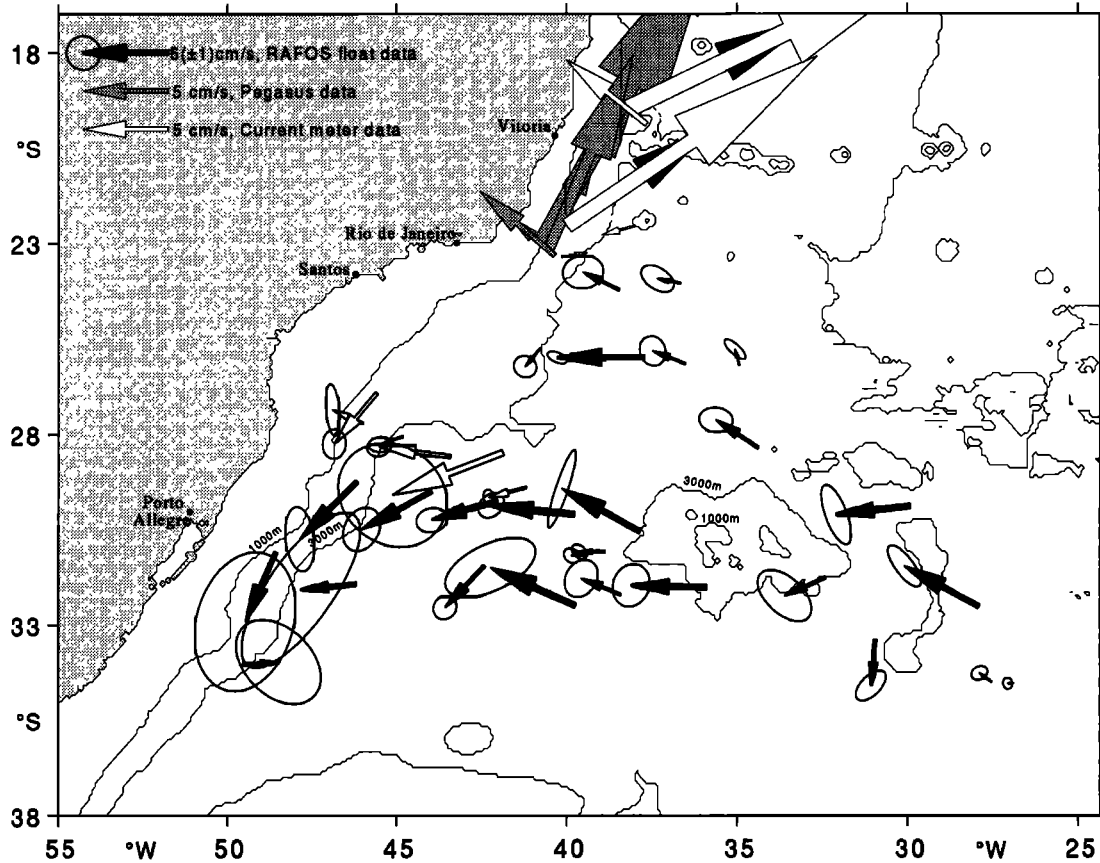 18
5(±1)cm/s, RAFOS float data
5 cm/s, Pegasus data
5 cm/s, Current meter data
Vitoria
°S
Rio de Janeiro
23
Santos
28
Porto
Allegre
3000m
1000m
1000m
3000m
33
°S
38
55
°W
50
45
40
°W
35
30
25